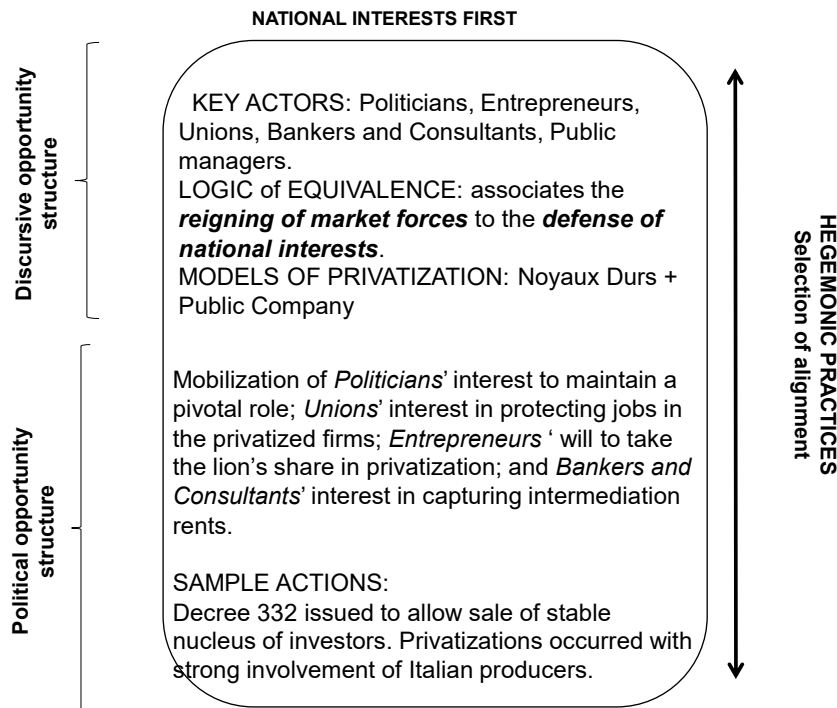 NATIONAL INTERESTS FIRST
Discursive opportunity
structure
KEY ACTORS: Politicians, Entrepreneurs,
Unions, Bankers and Consultants, Public
managers.
LOGIC of EQUIVALENCE: associates the
reigning of market forces to the defense of
national interests.
MODELS OF PRIVATIZATION: Noyaux Durs +
Public Company
Political opportunity
structure
Mobilization of Politicians' interest to maintain a
pivotal role; Unions' interest in protecting jobs in
the privatized firms; Entrepreneurs ‘ will to take
the lion's share in privatization; and Bankers and
Consultants' interest in capturing intermediation
rents.
SAMPLE ACTIONS:
Decree 332 issued to allow sale of stable
nucleus of investors. Privatizations occurred with
strong involvement of Italian producers.
HEGEMONIC PRACTICES
Selection of alignment